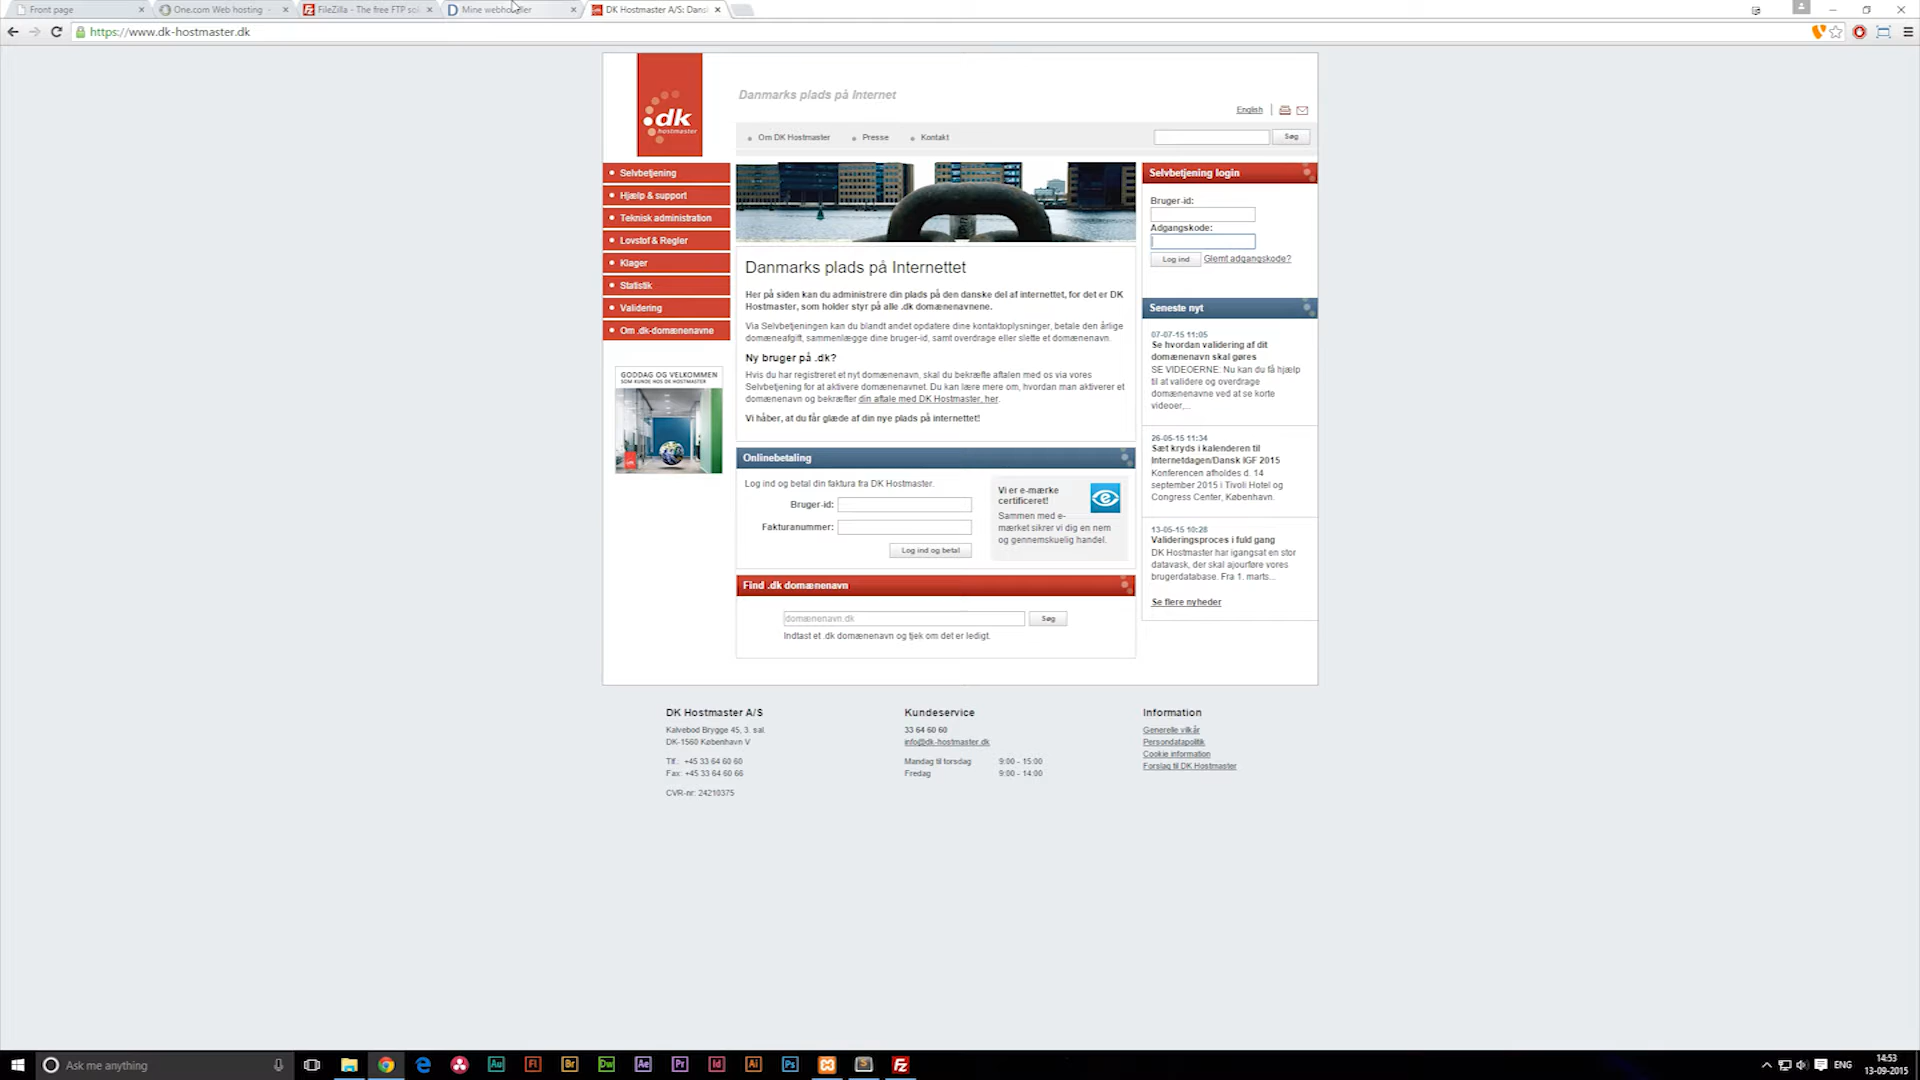 Front page
One.com Web hosting -
FileZilla - The free FTP so
Mine webhoteller
DK Hostmaster A/S: Dans
https://www.dk-hostmaster.dk
.dk
hostmaster
Danmarks plads på Internet
English
Om DK Hostmaster
Presse
Kontakt
Søg
Selvbetjening
Hjælp & support
Teknisk administration
Lovstof & Regler
Klager
Statistik
Validering
Om .dk-domænenavne
GODDAG OG VELKOMMEN
SOM KUNDE HOS DK HOSTMASTER
Danmarks plads på Internettet
Her på siden kan du administrere din plads på den danske del af internettet, for det er DK
Hostmaster, som holder styr på alle .dk domænenavnene.
Via Selvbetjeningen kan du blandt andet opdatere dine kontaktoplysninger, betale den årlige
domæneafgift, sammenlægge dine bruger-id, samt overdrage eller slette et domænenavn.
Ny bruger på .dk?
Hvis du har registreret et nyt domænenavn, skal du bekræfte aftalen med os via vores
Selvbetjening for at aktivere domænenavnet. Du kan lære mere om, hvordan man aktiverer et
domænenavn og bekræfter din aftale med DK Hostmaster, her.
Vi håber, at du får glæde af din nye plads på internettet!
Onlinebetaling
Log ind og betal din faktura fra DK Hostmaster.
Bruger-id:
Fakturanummer:
Log ind og betal
Vi er e-mærke
certificeret!
Sammen med e-
mærket sikrer vi dig en nem
og gennemskuelig handel.
Find .dk domænenavn
domænenavn.dk
Søg
Indtast et .dk domænenavn og tjek om det er ledigt.
Selvbetjening login
Bruger-id:
Adgangskode:
Log ind
Glemt adgangskode?
Seneste nyt
07-07-15 11:05
Se hvordan validering af dit
domænenavn skal gøres
SE VIDEOERNE: Nu kan du få hjælp
til at validere og overdrage
domænenavne ved at se korte
videoer,...
26-05-15 11:34
Sæt kryds i kalenderen til
Internetdagen/Dansk IGF 2015
Konferencen afholdes d. 14
september 2015 i Tivoli Hotel og
Congress Center, København.
13-05-15 10:28
Valideringsproces i fuld gang
DK Hostmaster har igangsat en stor
datavask, der skal ajourføre vores
brugerdatabase. Fra 1. marts...
Se flere nyheder
DK Hostmaster A/S
Kalvebod Brygge 45, 3. sal.
DK-1560 København V
Tlf.: +45 33 64 60 60
Fax: +45 33 64 60 66
CVR-nr: 24210375
Kundeservice
33 64 60 60
info@dk-hostmaster.dk
Mandag til torsdag 9:00 - 15:00
Fredag 9:00 - 14:00
Information
Generelle vilkår
Persondatapolitik
Cookie information
Forslag til DK Hostmaster
Ask me anything
Au
Fl
Br
Dw
Ae
Pr
Id
Ai
Ps
Fz
ENG
14:53
13-09-2015